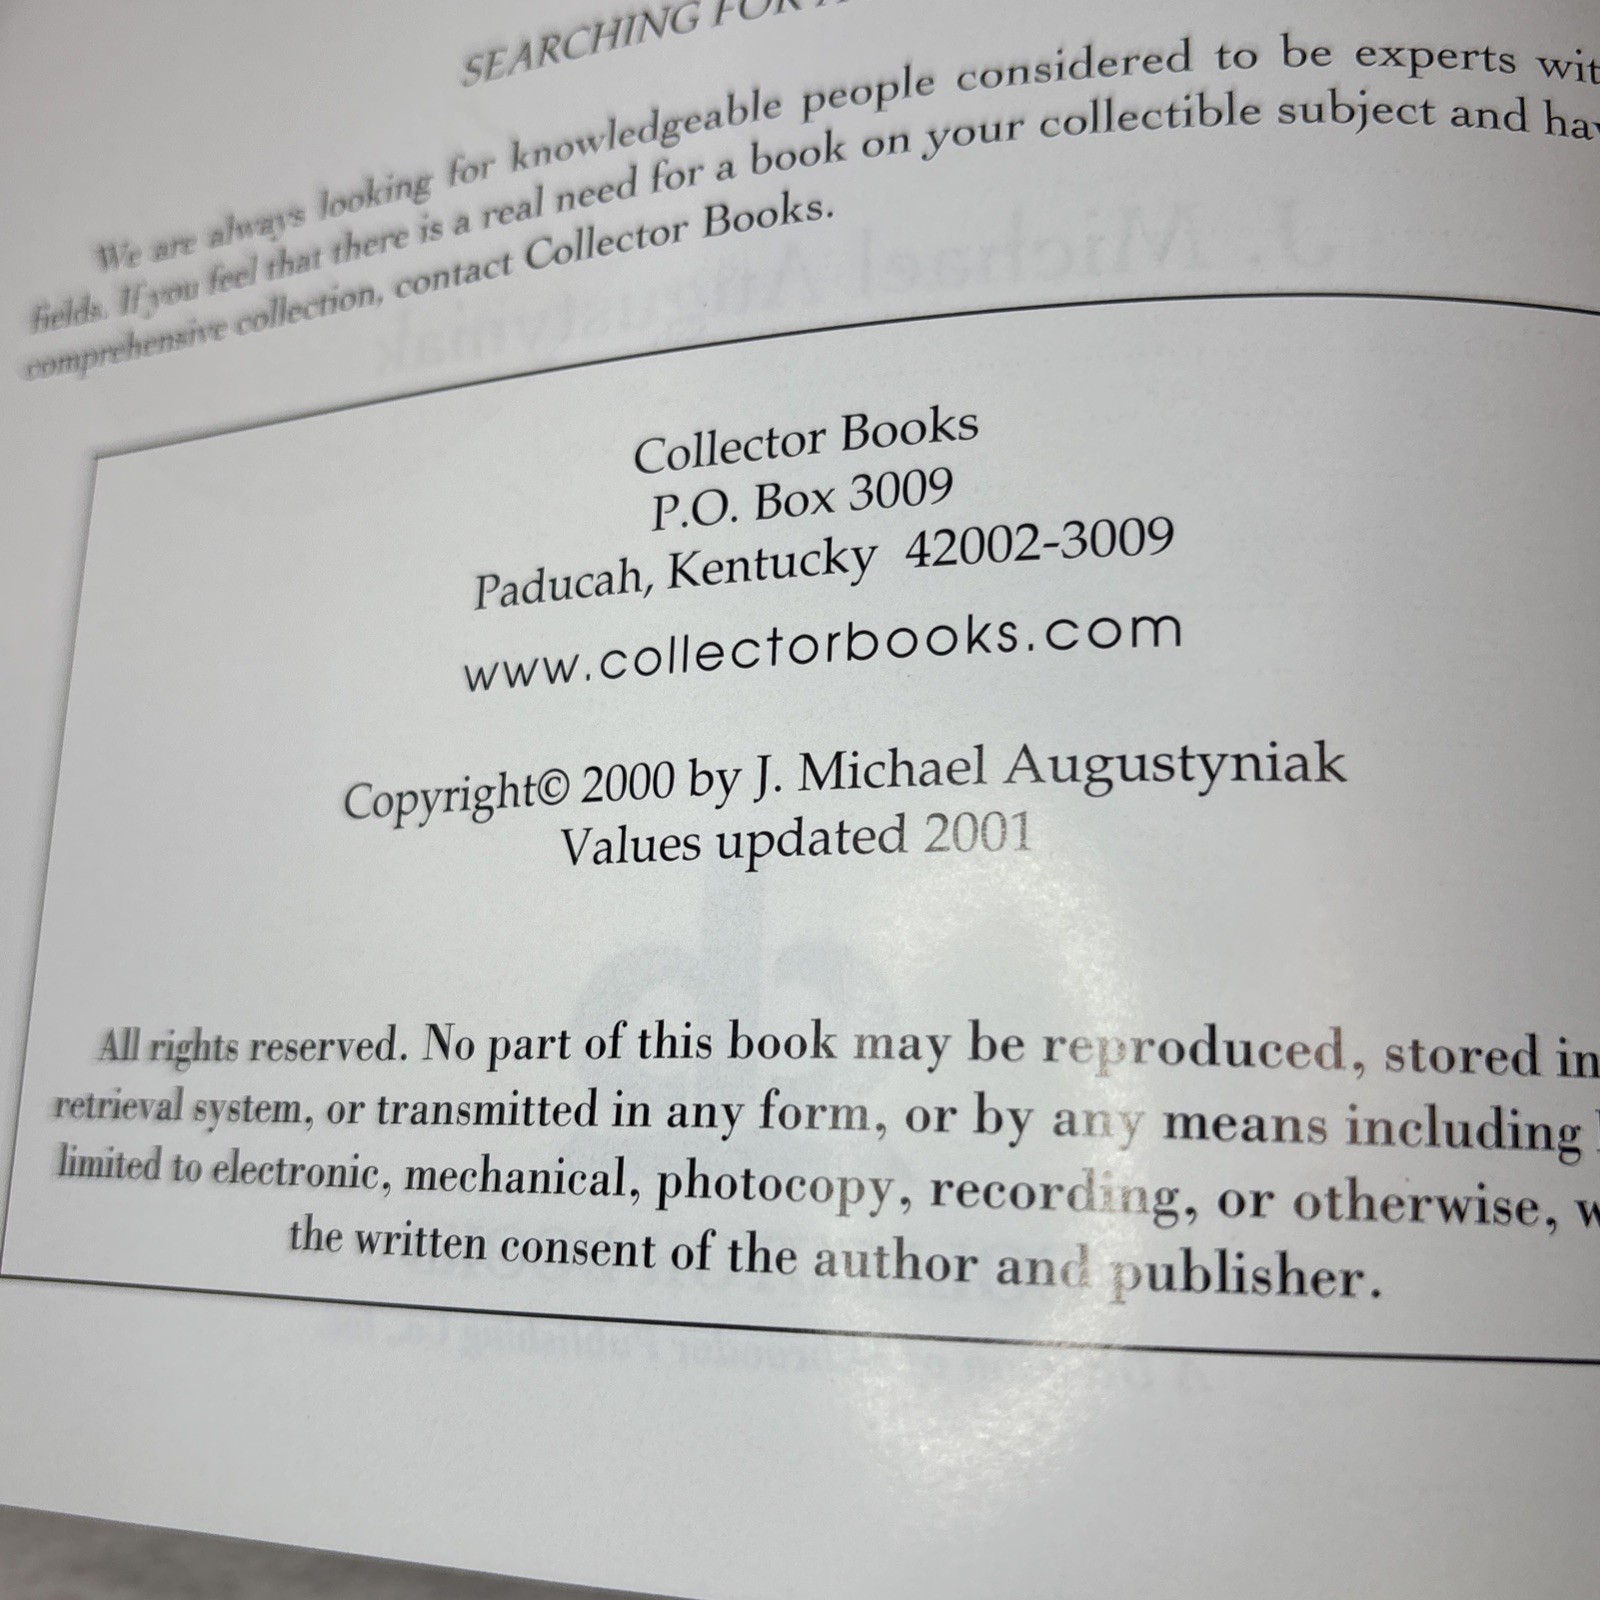 SEARCHING FOR A
We are always looking for knowledgeable people considered to be experts wit
fields. If you feel that there is a real need for a book on your collectible subject and hav
comprehensive collection, contact Collector Books.
Collector Books
P.O. Box 3009
Paducah, Kentucky 42002-3009
www.collectorbooks.com
Copyright© 2000 by J. Michael Augustyniak
Values updated 2001
All rights reserved. No part of this book may be reproduced, stored in
retrieval system, or transmitted in any form, or by any means including
limited to electronic, mechanical, photocopy, recording, or otherwise, w
the written consent of the author and publisher.